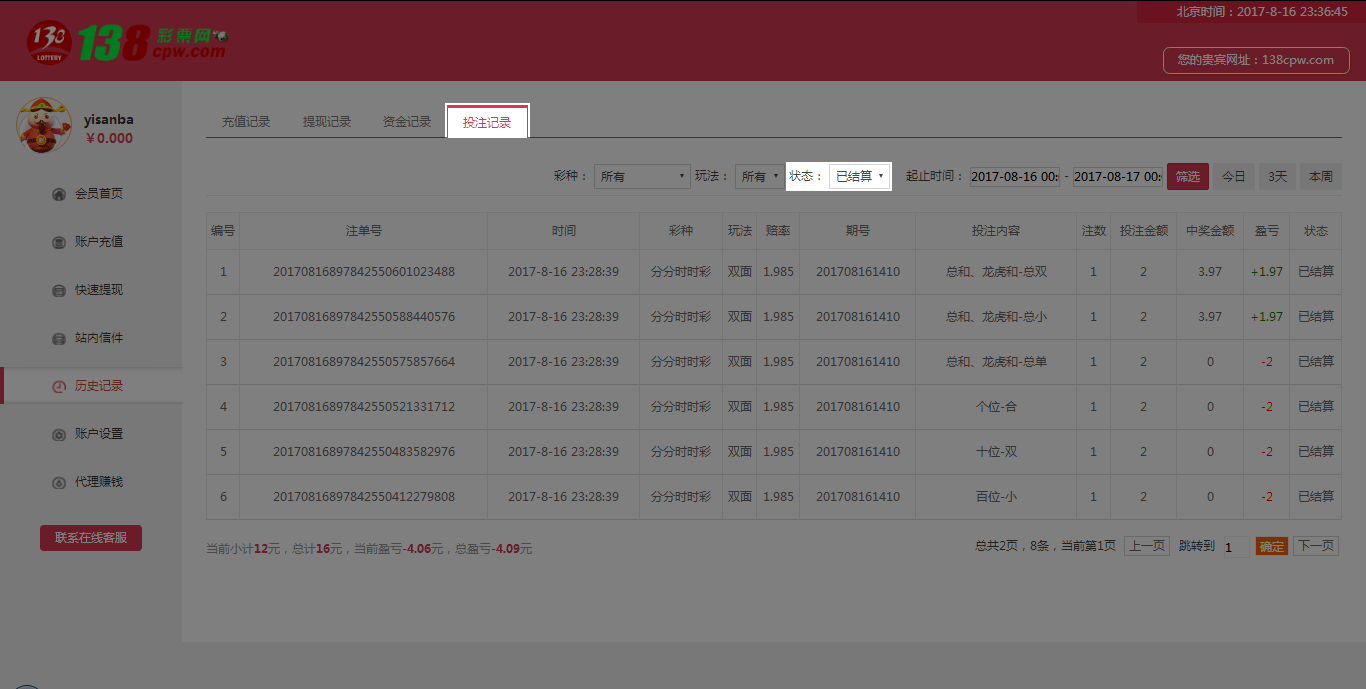 北京时间：2017-8-16 23:36:45
138
LOTTERY
138 彩票网
cpw.com
您的贵宾网址：138cpw.com
yisanba
￥0.000
会员首页
账户充值
快速提现
站内信件
历史记录
账户设置
代理赚钱
联系在线客服
充值记录 提现记录 资金记录 投注记录
彩种： 所有 玩法： 所有 状态： 已结算 起止时间： 2017-08-16 00: - 2017-08-17 00: 筛选 今日 3天 本周
编号 注单号 时间 彩种 玩法 赔率 期号 投注内容 注数 投注金额 中奖金额 盈亏 状态
1 20170816897842550601023488 2017-8-16 23:28:39 分分时时彩 双面 1.985 201708161410 总和、龙虎和-总双 1 2 3.97 +1.97 已结算
2 20170816897842550588440576 2017-8-16 23:28:39 分分时时彩 双面 1.985 201708161410 总和、龙虎和-总小 1 2 3.97 +1.97 已结算
3 20170816897842550575857664 2017-8-16 23:28:39 分分时时彩 双面 1.985 201708161410 总和、龙虎和-总单 1 2 0 -2 已结算
4 20170816897842550521331712 2017-8-16 23:28:39 分分时时彩 双面 1.985 201708161410 个位-合 1 2 0 -2 已结算
5 20170816897842550483582976 2017-8-16 23:28:39 分分时时彩 双面 1.985 201708161410 十位-双 1 2 0 -2 已结算
6 20170816897842550412279808 2017-8-16 23:28:39 分分时时彩 双面 1.985 201708161410 百位-小 1 2 0 -2 已结算
当前小计12元，总计16元，当前盈亏-4.06元，总盈亏-4.09元
总共2页，8条，当前第1页 上一页 跳转到 1 确定 下一页